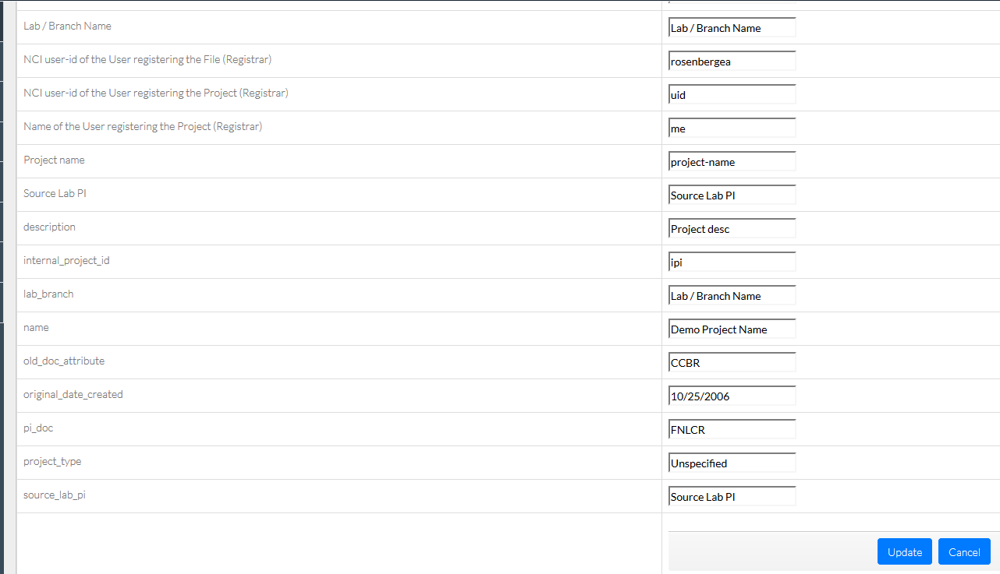 Lab / Branch Name Lab / Branch Name
NCI user-id of the User registering the File (Registrar) rosenbergea
NCI user-id of the User registering the Project (Registrar) uid
Name of the User registering the Project (Registrar) me
Project name project-name
Source Lab PI Source Lab PI
description Project desc
internal_project_id ipi
lab_branch Lab / Branch Name
name Demo Project Name
old_doc_attribute CCBR
original_date_created 10/25/2006
pi_doc FNLCR
project_type Unspecified
source_lab_pi Source Lab PI
Update Cancel